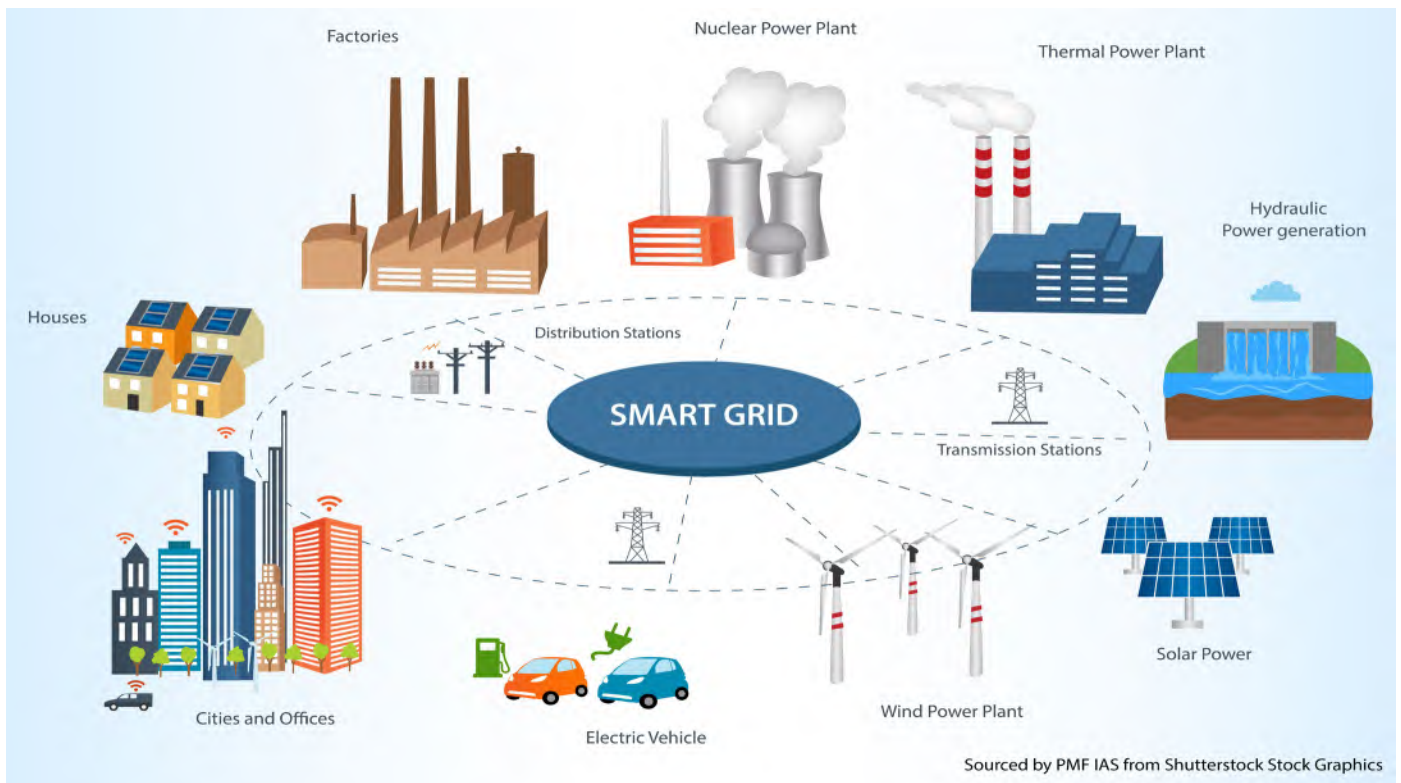 Factories
Nuclear Power Plant
Thermal Power Plant
Hydraulic
Power generation
Houses
Distribution Stations
SMART GRID
Transmission Stations
Solar Power
Wind Power Plant
Cities and Offices
Electric Vehicle
Sourced by PMF IAS from Shutterstock Stock Graphics